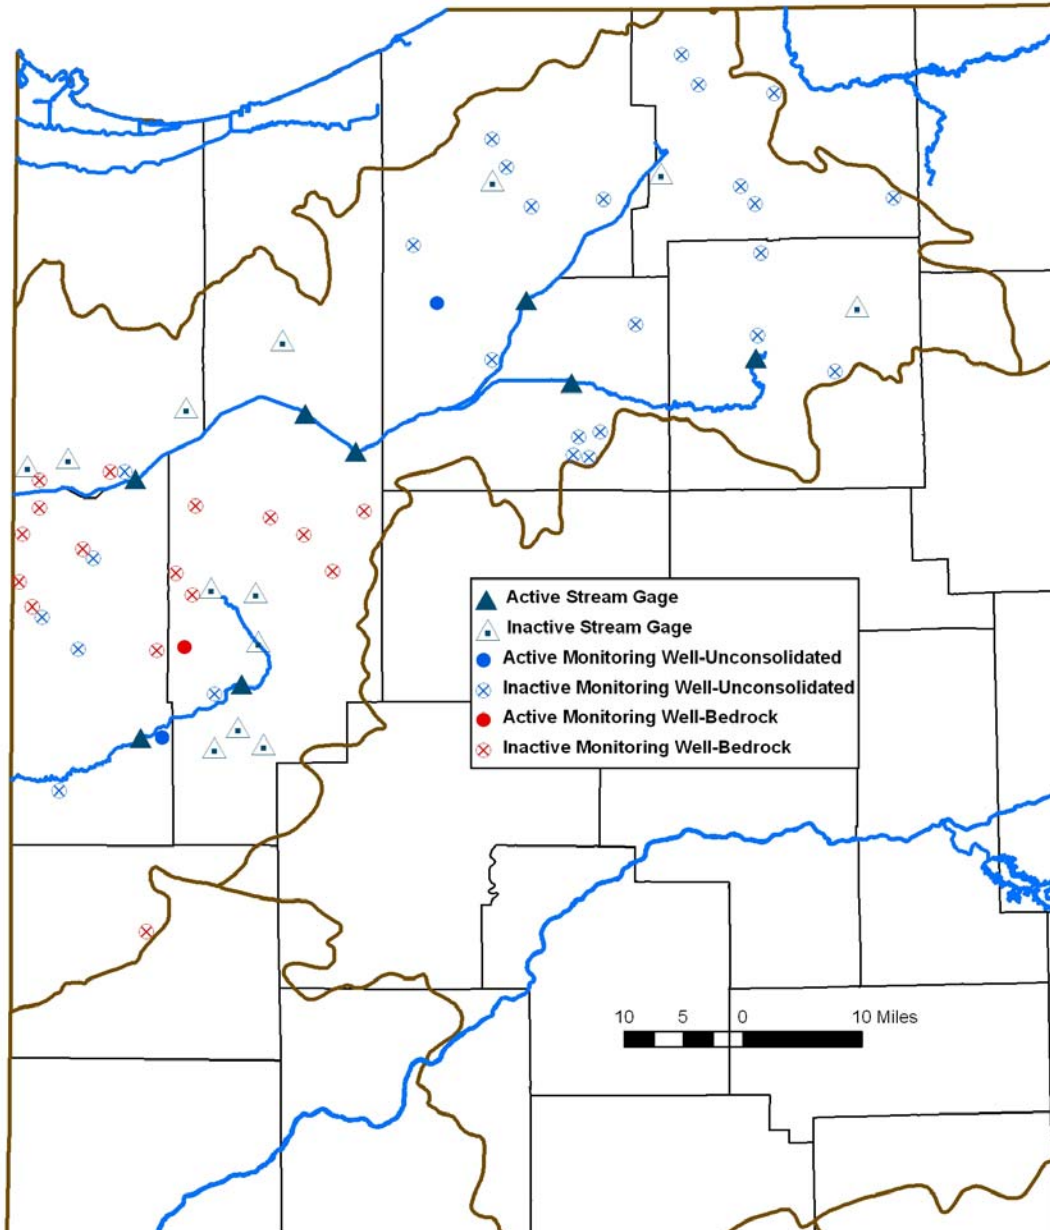 Active Stream Gage
Inactive Stream Gage
Active Monitoring Well-Unconsolidated
Inactive Monitoring Well-Unconsolidated
Active Monitoring Well-Bedrock
Inactive Monitoring Well-Bedrock
10 5 0 10 Miles